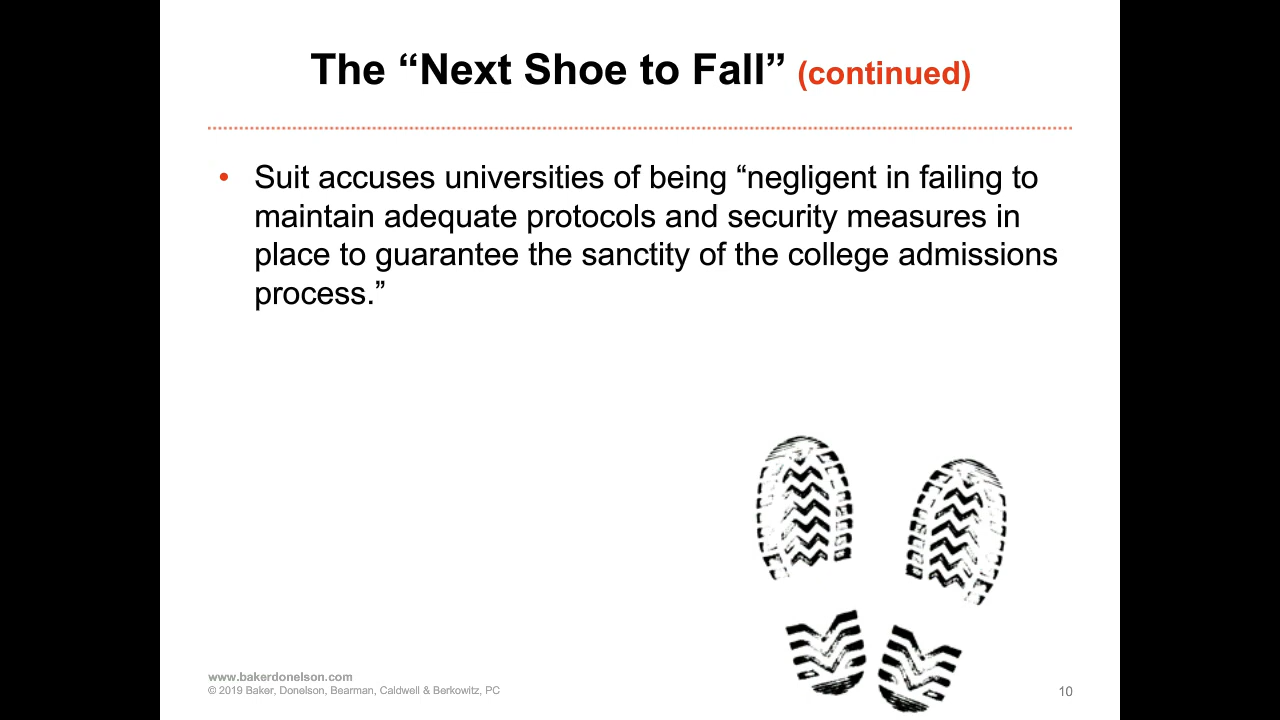 The “Next Shoe to Fall” (continued)
• Suit accuses universities of being “negligent in failing to
maintain adequate protocols and security measures in
place to guarantee the sanctity of the college admissions
process.”
www.bakerdonelson.com
© 2019 Baker, Donelson, Bearman, Caldwell & Berkowitz, PC
10